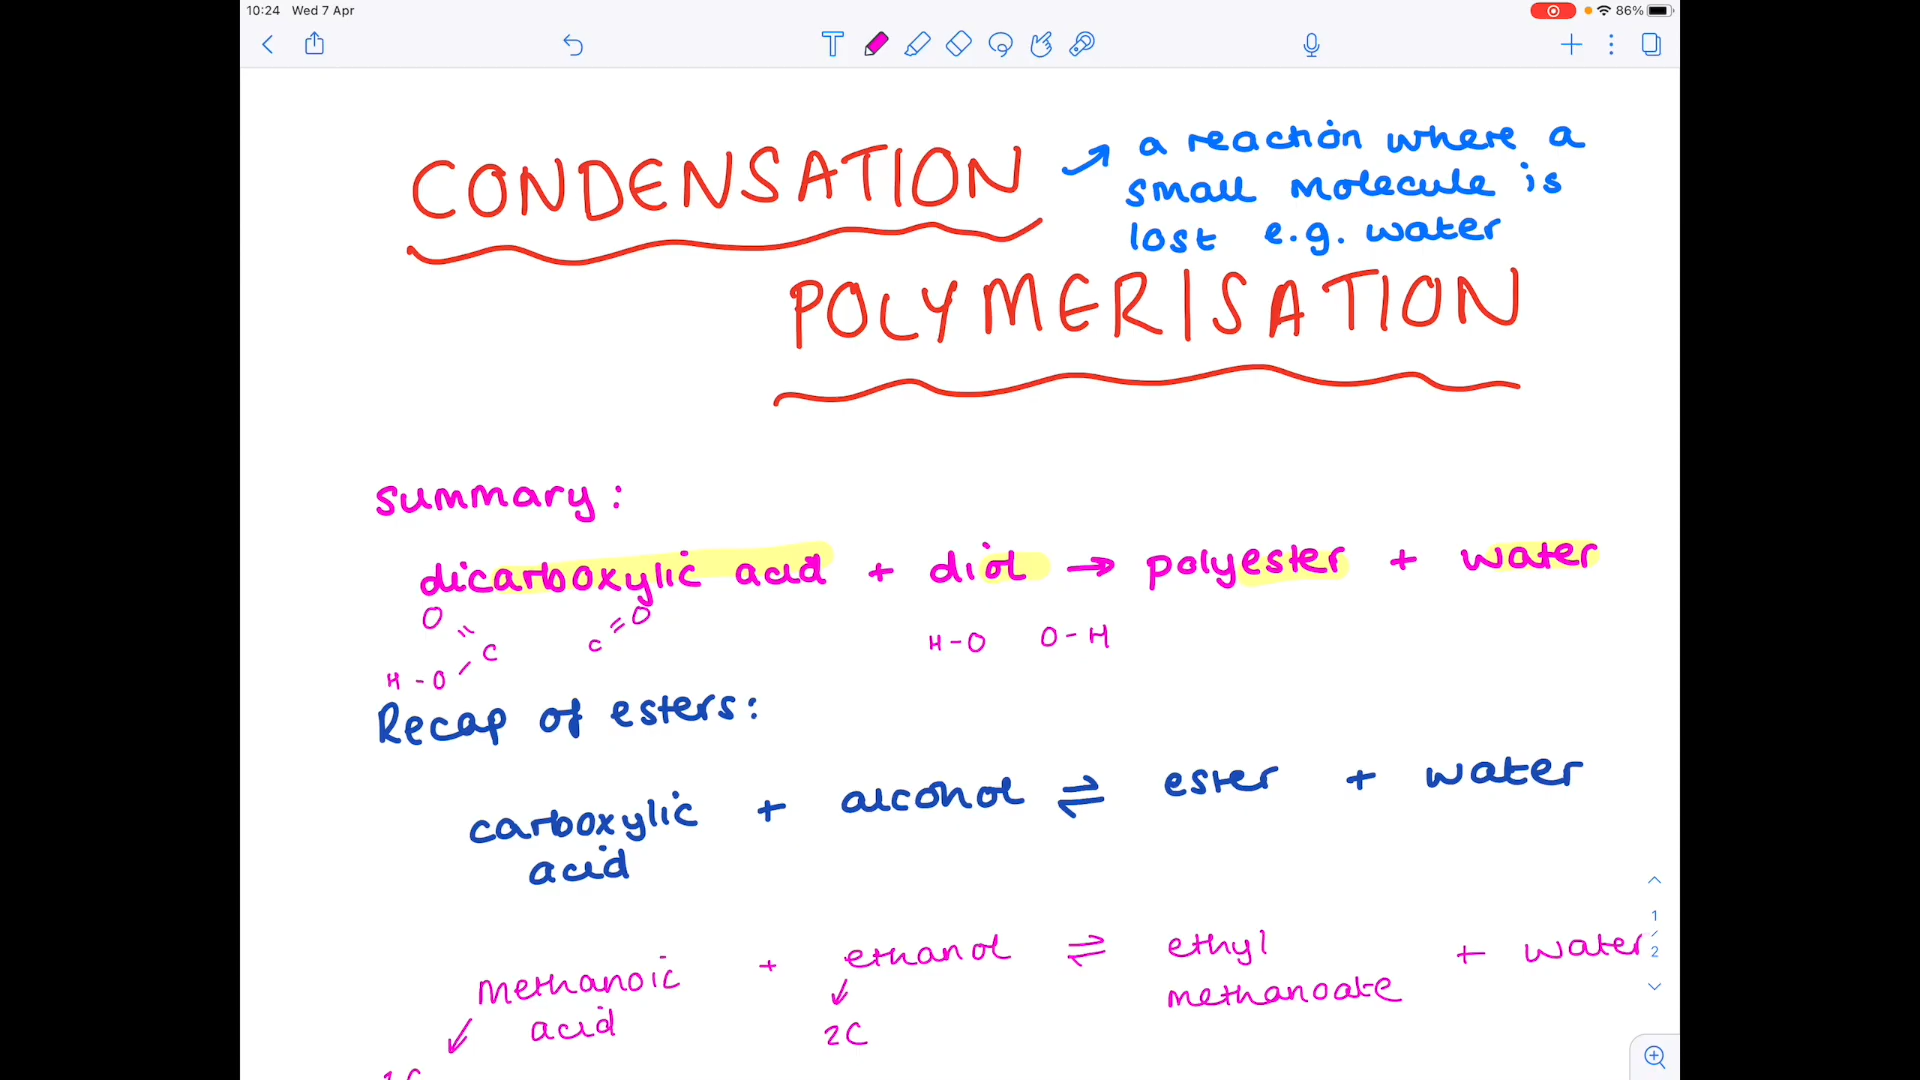 10:24 Wed 7 Apr 86%
CONDENSATION
a reaction where a
small molecule is
lost e.g. water
POLYMERISATION
summary:
dicarboxylic acid + diol → polyester + water
O = C
C = O
H-O
H-O O-H
Recap of esters:
carboxylic acid + alcohol ⇌ ester + water
methanoic acid + ethanol ⇌ ethyl methanoate + water
2C
1
2